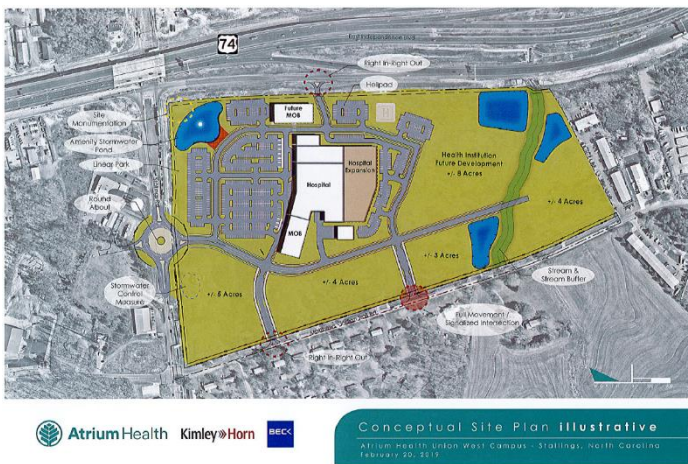 74
Right In-Right Out
Helipad
Site
Monumentation
Future
MOB
H
Amenity Stormwater
Pond
Linear Park
Health Institution
Future Development
+/- 8 Acres
Hospital
Expansion
Hospital
Round
About
+/- 4 Acres
MOB
+/- 3 Acres
Stormwater
Control
Measure
+/- 5 Acres
+/- 4 Acres
Stream &
Stream Buffer
Full Movement /
Signalized Intersection
Right In-Right Out
Atrium Health
Kimley»Horn
BECK
Conceptual Site Plan illustrative
Atrium Health Union West Campus - Stallings, North Carolina
February 20, 2019